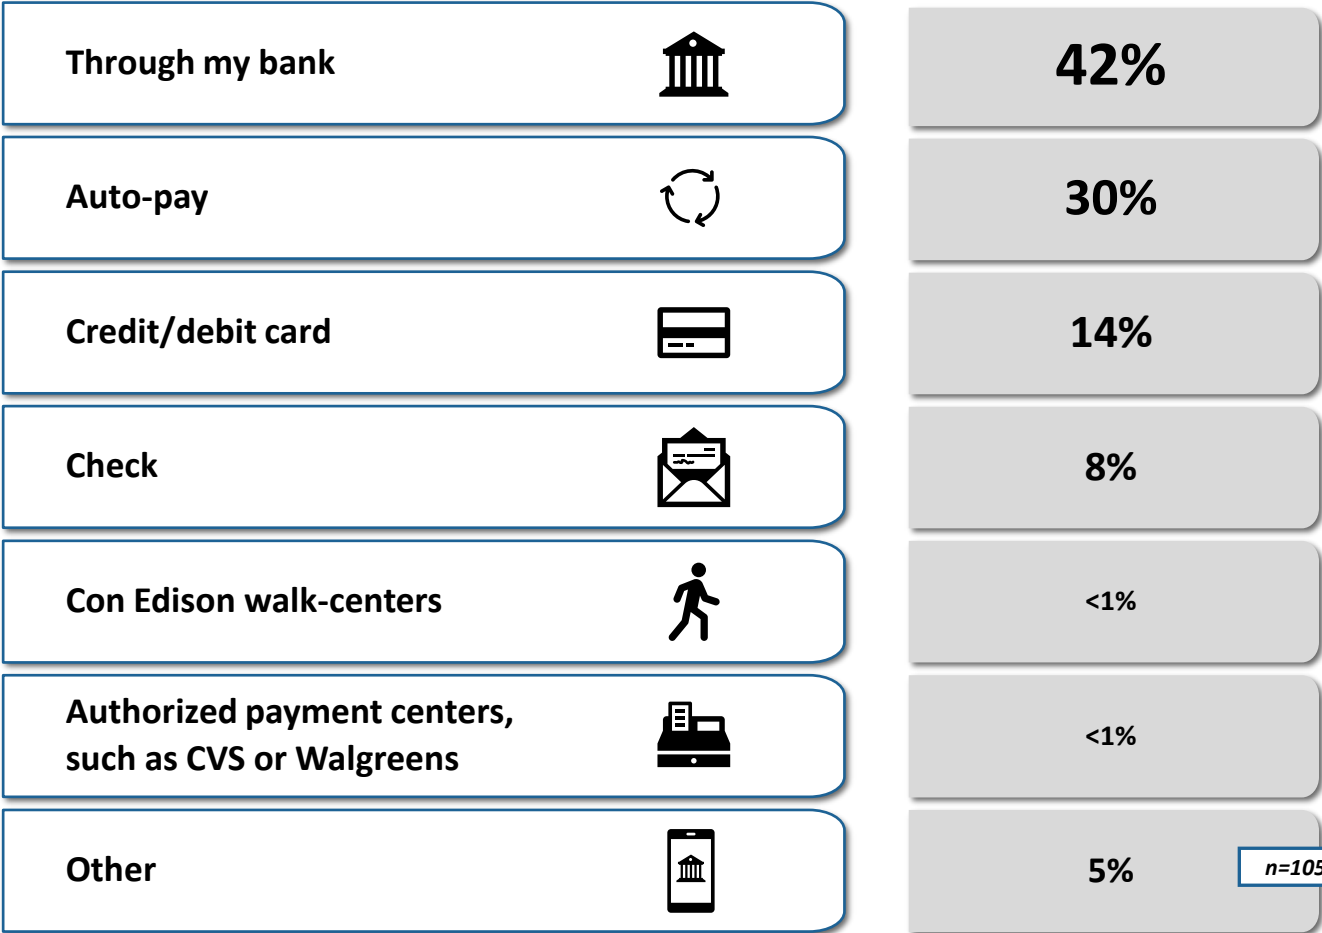 Through my bank
42%
Auto-pay
30%
Credit/debit card
14%
Check
8%
Con Edison walk-centers
<1%
Authorized payment centers,
such as CVS or Walgreens
<1%
Other
5%